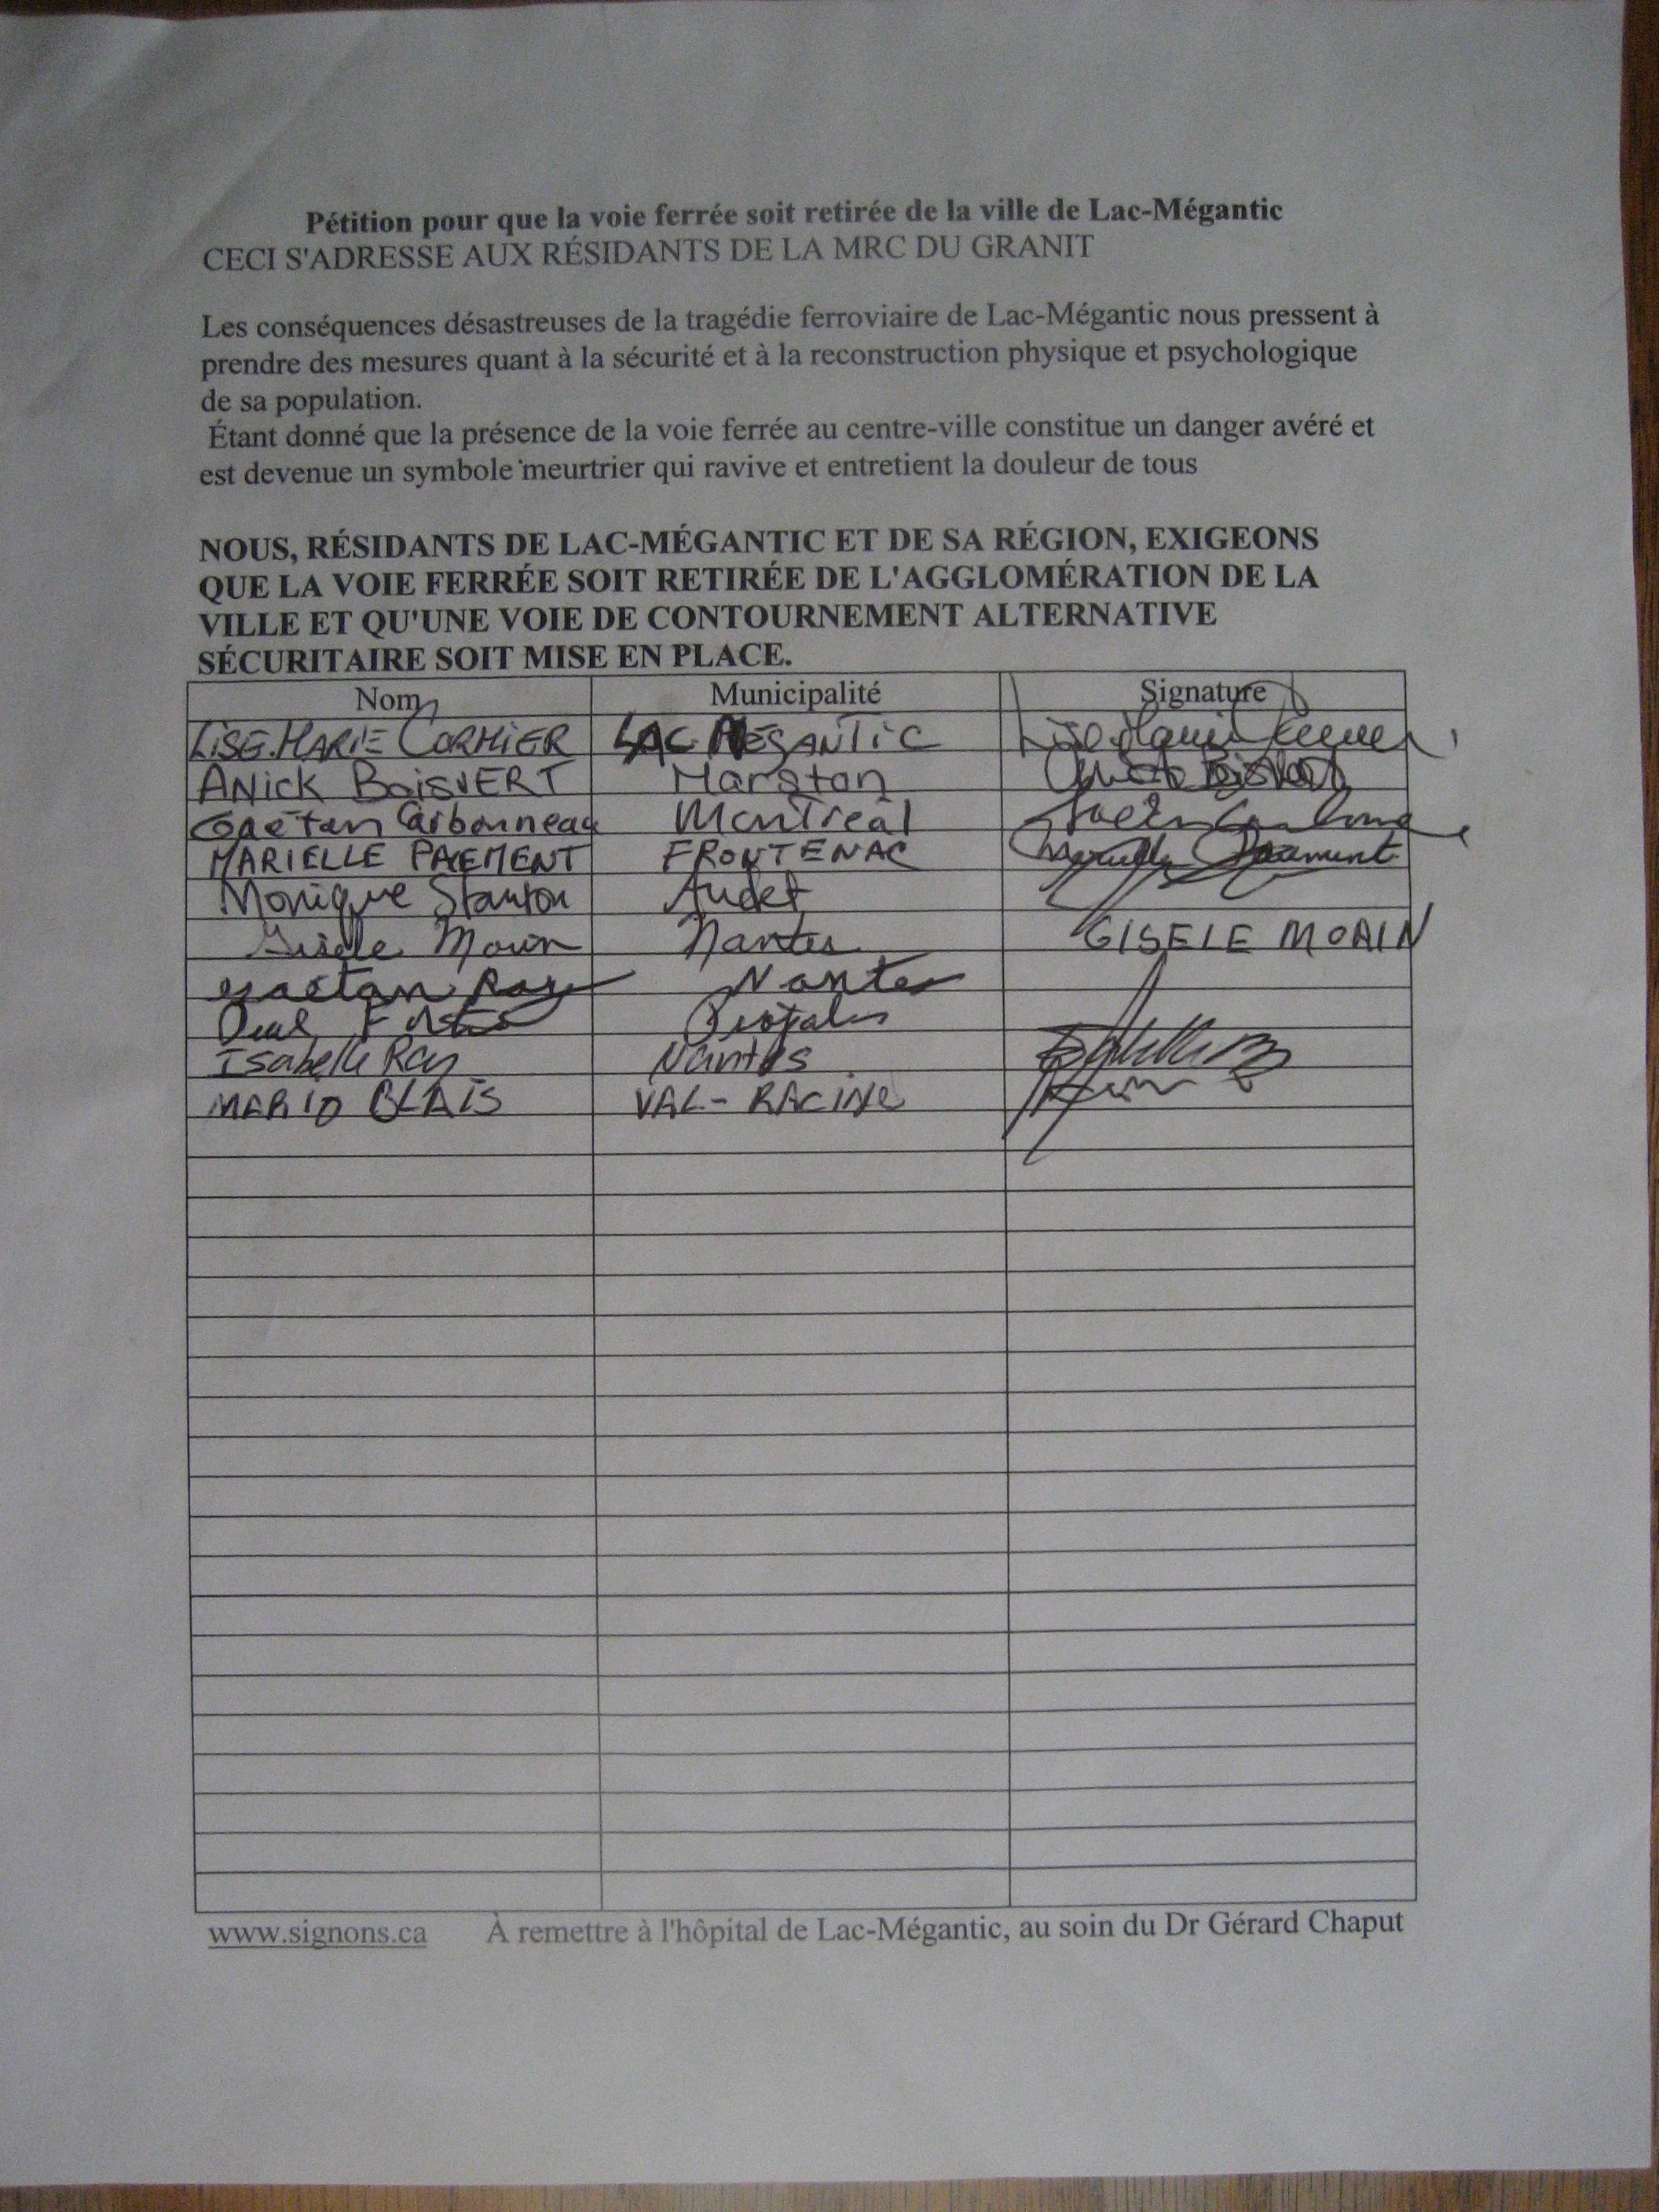 Pétition pour que la voie ferrée soit retirée de la ville de Lac-Mégantic
CECI S'ADRESSE AUX RÉSIDANTS DE LA MRC DU GRANIT
Les conséquences désastreuses de la tragédie ferroviaire de Lac-Mégantic nous pressent à
prendre des mesures quant à la sécurité et à la reconstruction physique et psychologique
de sa population.
Étant donné que la présence de la voie ferrée au centre-ville constitue un danger avéré et
est devenue un symbole meurtrier qui ravive et entretient la douleur de tous
NOUS, RÉSIDANTS DE LAC-MÉGANTIC ET DE SA RÉGION, EXIGEONS
QUE LA VOIE FERRÉE SOIT RETIRÉE DE L'AGGLOMÉRATION DE LA
VILLE ET QU'UNE VOIE DE CONTOURNEMENT ALTERNATIVE
SÉCURITAIRE SOIT MISE EN PLACE.
Nom Municipalité Signature
LISE-MARIE CORMIER LAC MÉGANTIC
ANICK BOISVERT Marston
Gaétan Carbonneau Montréal
MARIELLE PAIEMENT FRONTENAC
Monique Stanton Audet
Gisèle Morin Nantes GISELE MORIN
gaétan Roy Nantes
Isabelle Roy Nantes
MARIO BLAIS VAL-RACINE
www.signons.ca À remettre à l'hôpital de Lac-Mégantic, au soin du Dr Gérard Chaput